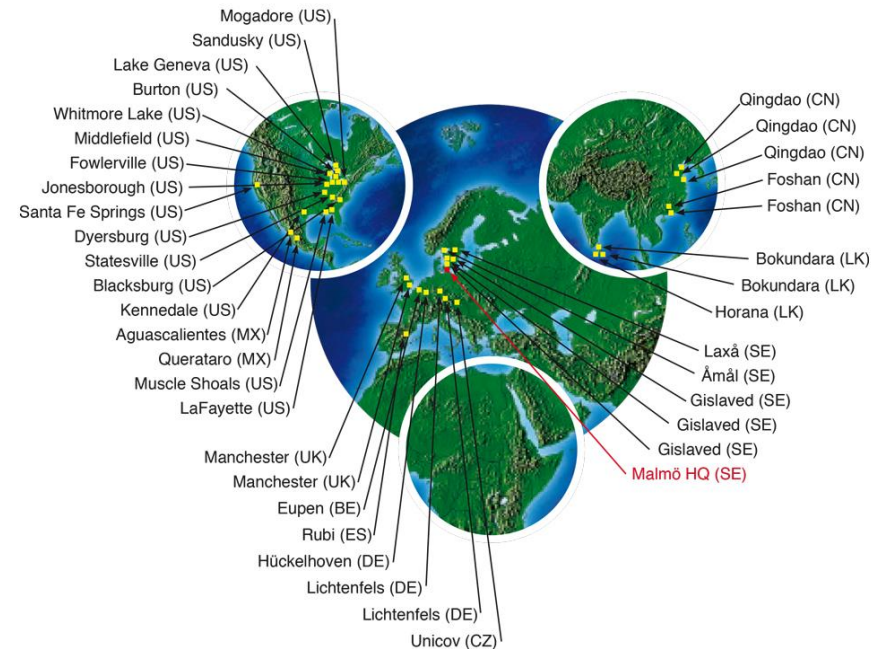 Mogadore (US)
Sandusky (US)
Lake Geneva (US)
Burton (US)
Whitmore Lake (US)
Middlefield (US)
Fowlerville (US)
Jonesborough (US)
Santa Fe Springs (US)
Dyersburg (US)
Statesville (US)
Blacksburg (US)
Kennedale (US)
Aguascalientes (MX)
Querataro (MX)
Muscle Shoals (US)
LaFayette (US)
Manchester (UK)
Manchester (UK)
Eupen (BE)
Rubi (ES)
Hückelhoven (DE)
Lichtenfels (DE)
Lichtenfels (DE)
Unicov (CZ)
Qingdao (CN)
Qingdao (CN)
Qingdao (CN)
Foshan (CN)
Foshan (CN)
Bokundara (LK)
Bokundara (LK)
Horana (LK)
Laxå (SE)
Åmål (SE)
Gislaved (SE)
Gislaved (SE)
Gislaved (SE)
Malmö HQ (SE)